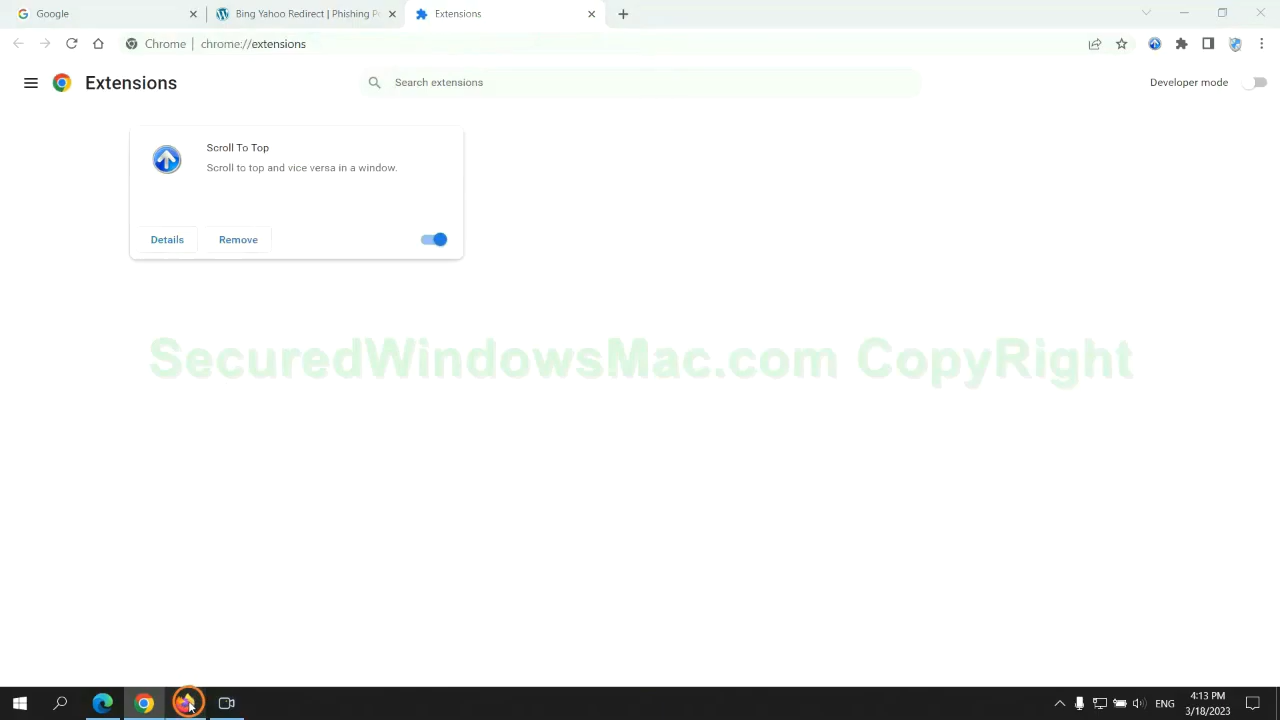 Google
Bing Yahoo Redirect | Phishing P
Extensions
Chrome | chrome://extensions
Extensions
Search extensions
Developer mode
Scroll To Top
Scroll to top and vice versa in a window.
Details
Remove
SecuredWindowsMac.com CopyRight
ENG
4:13 PM
3/18/2023